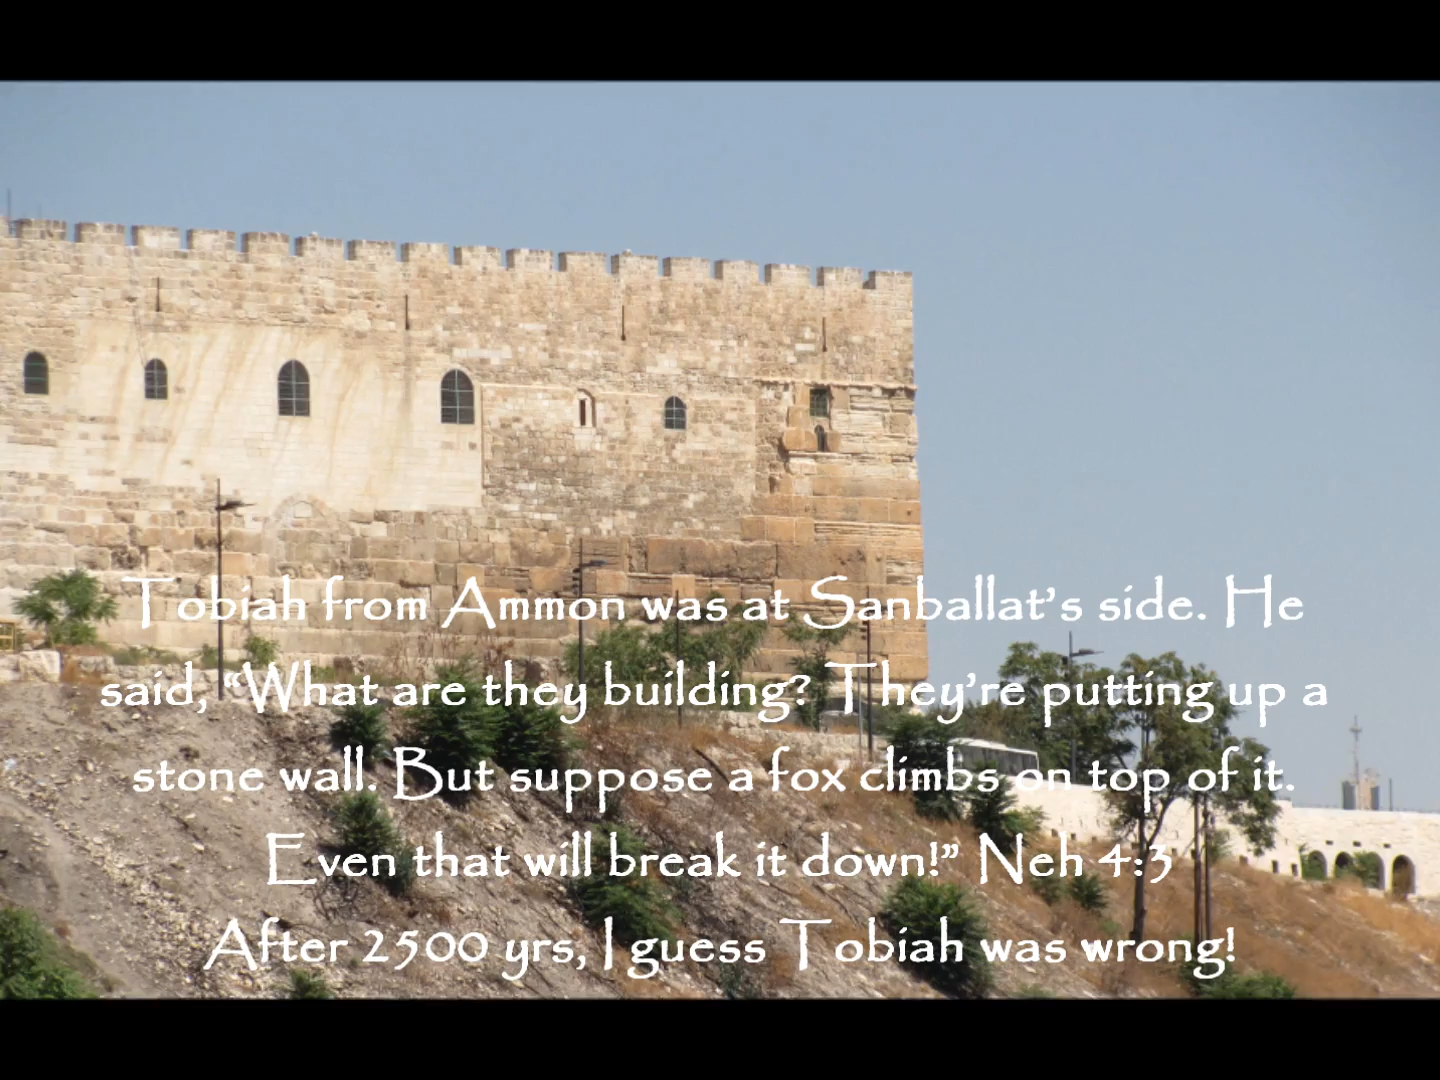 Tobiah from Ammon was at Sanballat’s side. He
said, “What are they building? They’re putting up a
stone wall. But suppose a fox climbs on top of it.
Even that will break it down!” Neh 4:3
After 2500 yrs, I guess Tobiah was wrong!